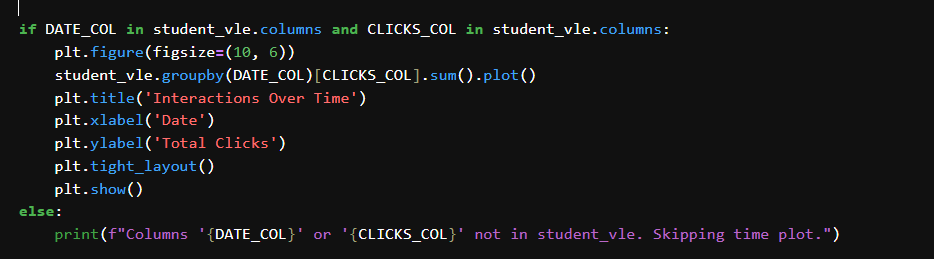 if DATE_COL in student_vle.columns and CLICKS_COL in student_vle.columns:
    plt.figure(figsize=(10, 6))
    student_vle.groupby(DATE_COL)[CLICKS_COL].sum().plot()
    plt.title('Interactions Over Time')
    plt.xlabel('Date')
    plt.ylabel('Total Clicks')
    plt.tight_layout()
    plt.show()
else:
    print(f"Columns '{DATE_COL}' or '{CLICKS_COL}' not in student_vle. Skipping time plot.")